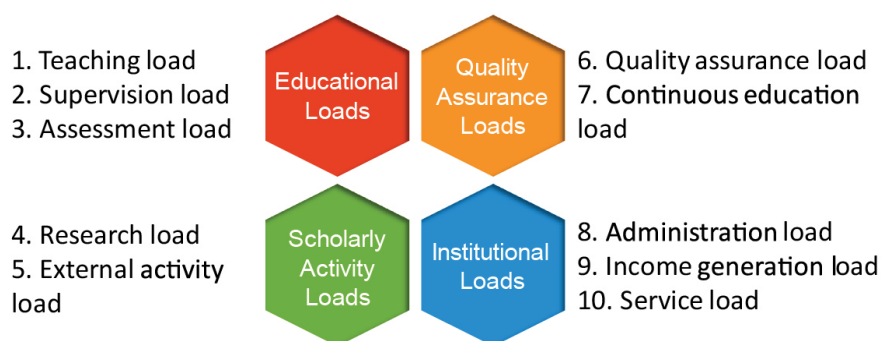 1. Teaching load
2. Supervision load
3. Assessment load
Educational
Loads
Quality
Assurance
Loads
6. Quality assurance load
7. Continuous education
load
4. Research load
5. External activity
load
Scholarly
Activity
Loads
Institutional
Loads
8. Administration load
9. Income generation load
10. Service load